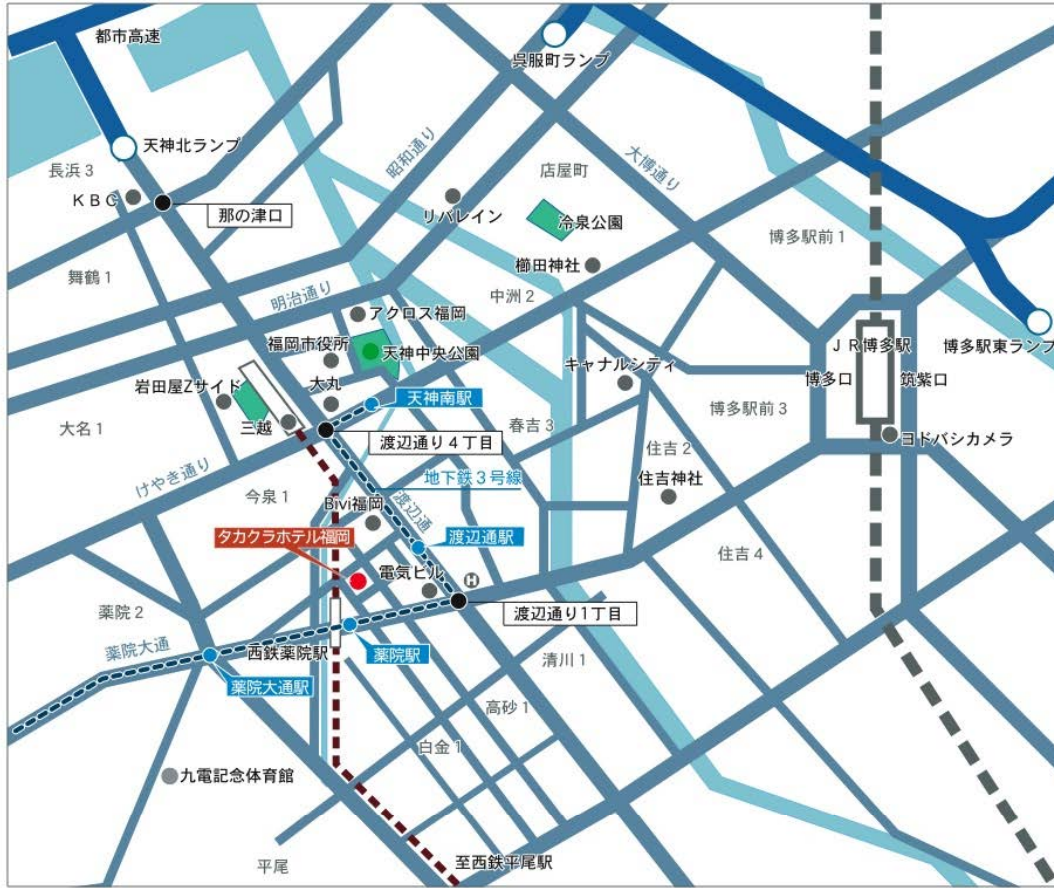 都市高速
呉服町ランプ
天神北ランプ
長浜3
KBC
那の津口
昭和通り
リバレイン
店屋町
冷泉公園
大博通り
博多駅前1
舞鶴1
明治通り
櫛田神社
中洲2
アクロス福岡
福岡市役所
天神中央公園
JR博多駅
博多駅東ランプ
岩田屋Zサイド
大丸
天神南駅
キャナルシティ
博多口
筑紫口
大名1
三越
渡辺通り4丁目
春吉3
博多駅前3
ヨドバシカメラ
けやき通り
住吉2
地下鉄3号線
住吉神社
今泉1
Bivi福岡
渡辺通
タカクラホテル福岡
渡辺通駅
住吉4
電気ビル
H
薬院2
渡辺通り1丁目
薬院大通
西鉄薬院駅
薬院駅
清川1
薬院大通駅
高砂1
白金1
九電記念体育館
平尾
至西鉄平尾駅